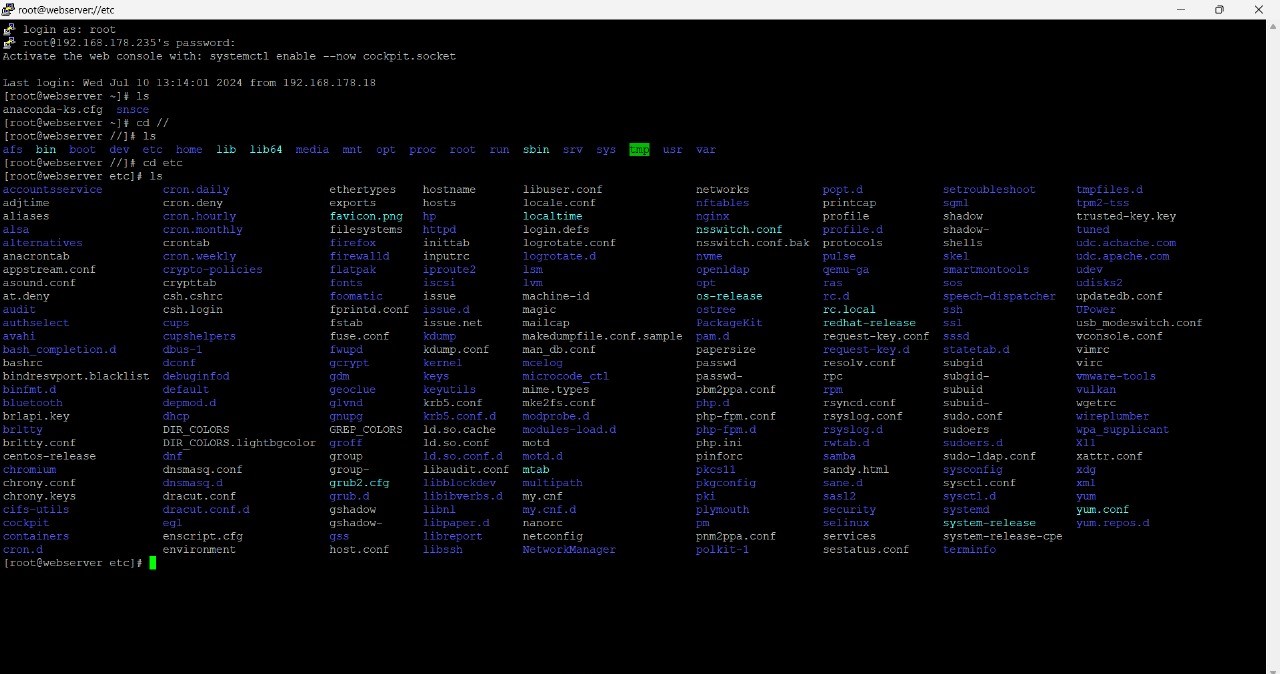 root@webserver://etc
login as: root
root@192.168.178.235's password:
Activate the web console with: systemctl enable --now cockpit.socket
Last login: Wed Jul 10 13:14:01 2024 from 192.168.178.18
[root@webserver ~]# ls
anaconda-ks.cfg  snsce
[root@webserver ~]# cd //
[root@webserver //]# ls
afs  bin  boot  dev  etc  home  lib  lib64  media  mnt  opt  proc  root  run  sbin  srv  sys  tmp  usr  var
[root@webserver //]# cd etc
[root@webserver etc]# ls
accountsservice  cron.daily  ethertypes  hostname  libuser.conf  networks  popt.d  setroubleshoot  tmpfiles.d
adjtime  cron.deny  exports  hosts  locale.conf  nftables  printcap  sgml  tpm2-tss
aliases  cron.hourly  favicon.png  hp  localtime  nginx  profile  shadow  trusted-key.key
alsa  cron.monthly  filesystems  httpd  login.defs  nsswitch.conf  profile.d  shadow-  tuned
alternatives  crontab  firefox  inittab  logrotate.conf  nsswitch.conf.bak  protocols  shells  udc.achache.com
anacrontab  cron.weekly  firewalld  inputrc  logrotate.d  nvme  pulse  skel  udc.apache.com
appstream.conf  crypto-policies  flatpak  iproute2  lsm  openldap  qemu-ga  smartmontools  udev
asound.conf  crypttab  fonts  iscsi  lvm  opt  ras  sos  udisks2
at.deny  csh.cshrc  foomatic  issue  machine-id  os-release  rc.d  speech-dispatcher  updatedb.conf
audit  csh.login  fprintd.conf  issue.d  magic  ostree  rc.local  ssh  UPower
authselect  cups  fstab  issue.net  mailcap  PackageKit  redhat-release  ssl  usb_modeswitch.conf
avahi  cupshelpers  fuse.conf  kdump  makedumpfile.conf.sample  pam.d  request-key.conf  sssd  vconsole.conf
bash_completion.d  dbus-1  fwupd  kdump.conf  man_db.conf  papersize  request-key.d  statetab.d  vimrc
bashrc  dconf  gcrypt  kernel  mcelog  passwd  resolv.conf  subgid  virc
bindresvport.blacklist  debuginfod  gdm  keys  microcode_ctl  passwd-  rpc  subgid-  vmware-tools
binfmt.d  default  geoclue  keyutils  mime.types  pbm2ppa.conf  rpm  subuid  vulkan
bluetooth  depmod.d  glvnd  krb5.conf  mke2fs.conf  php.d  rsyncd.conf  subuid-  wgetrc
brlapi.key  dhcp  gnupg  krb5.conf.d  modprobe.d  php-fpm.conf  rsyslog.conf  sudo.conf  wireplumber
brltty  DIR_COLORS  GREP_COLORS  ld.so.cache  modules-load.d  php-fpm.d  rsyslog.d  sudoers  wpa_supplicant
brltty.conf  DIR_COLORS.lightbgcolor  groff  ld.so.conf  motd  php.ini  rwtab.d  sudoers.d  X11
centos-release  dnf  group  ld.so.conf.d  motd.d  pinforc  samba  sudo-ldap.conf  xattr.conf
chromium  dnsmasq.conf  group-  libaudit.conf  mtab  pkcs11  sandy.html  sysconfig  xdg
chrony.conf  dnsmasq.d  grub2.cfg  libblockdev  multipath  pkgconfig  sane.d  sysctl.conf  xml
chrony.keys  dracut.conf  grub.d  libibverbs.d  my.cnf  pki  sasl2  sysctl.d  yum
cifs-utils  dracut.conf.d  gshadow  libnl  my.cnf.d  plymouth  security  systemd  yum.conf
cockpit  egl  gshadow-  libpaper.d  nanorc  pm  selinux  system-release  yum.repos.d
containers  enscript.cfg  gss  libreport  netconfig  pnm2ppa.conf  services  system-release-cpe
cron.d  environment  host.conf  libssh  NetworkManager  polkit-1  sestatus.conf  terminfo
[root@webserver etc]#